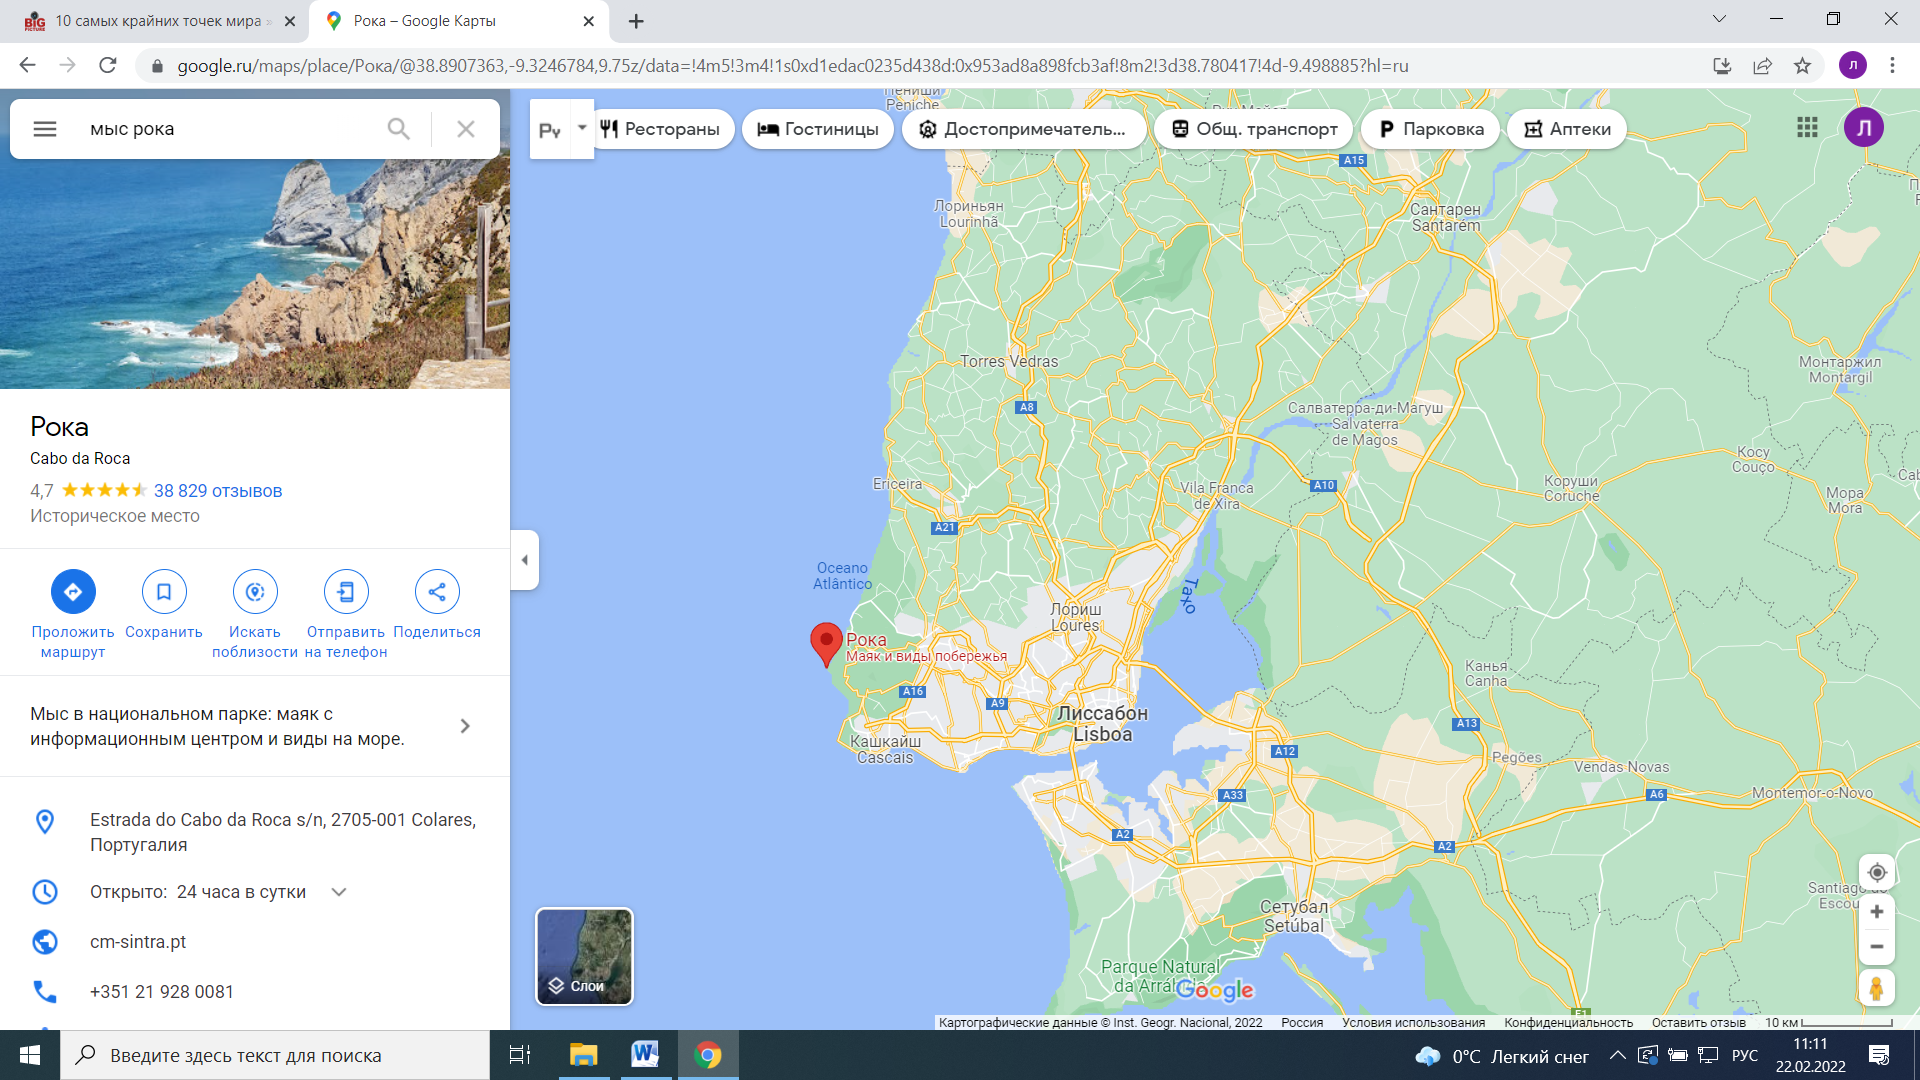 10 самых крайних точек мира
Рока – Google Карты
google.ru/maps/place/Рока/@38.8907363,-9.3246784,9.75z/data=!4m5!3m4!1s0xd1edac0235d438d:0x953ad8a898fcb3af!8m2!3d38.780417!4d-9.498885?hl=ru
л
мыс рока
Рока
Cabo da Roca
4,7 38 829 отзывов
Историческое место
Проложить маршрут
Сохранить
Искать поблизости
Отправить на телефон
Поделиться
Мыс в национальном парке: маяк с
информационным центром и виды на море.
Estrada do Cabo da Roca s/n, 2705-001 Colares,
Португалия
Открыто: 24 часа в сутки
cm-sintra.pt
+351 21 928 0081
Ру
Рестораны
Гостиницы
Достопримечатель...
Общ. транспорт
Парковка
Аптеки
Л
Peniche
A15
Лориньян
Lourinhã
Сантарен
Santarém
Torres Vedras
A8
Монтаржил
Montargil
Салватерра-ди-Магуш
Salvaterra
de Magos
Косу
Couço
Ericeira
Vila Franca
de Xira
A10
Коруши
Coruche
Мора
Mora
A21
Oceano
Atlântico
Тахо
Лориш
Loures
Рока
Маяк и виды побережья
Канья
Canha
A16
A9
Лиссабон
Lisboa
A13
Кашкайш
Cascais
A12
Pegões
Vendas Novas
A33
A6
Montemor-o-Novo
A2
A2
Сетубал
Setúbal
Parque Natural
Google
Слои
Картографические данные © Inst. Geogr. Nacional, 2022
Россия
Условия использования
Конфиденциальность
Оставить отзыв
10 км
Введите здесь текст для поиска
0°C Легкий снег
РУС
11:11
22.02.2022